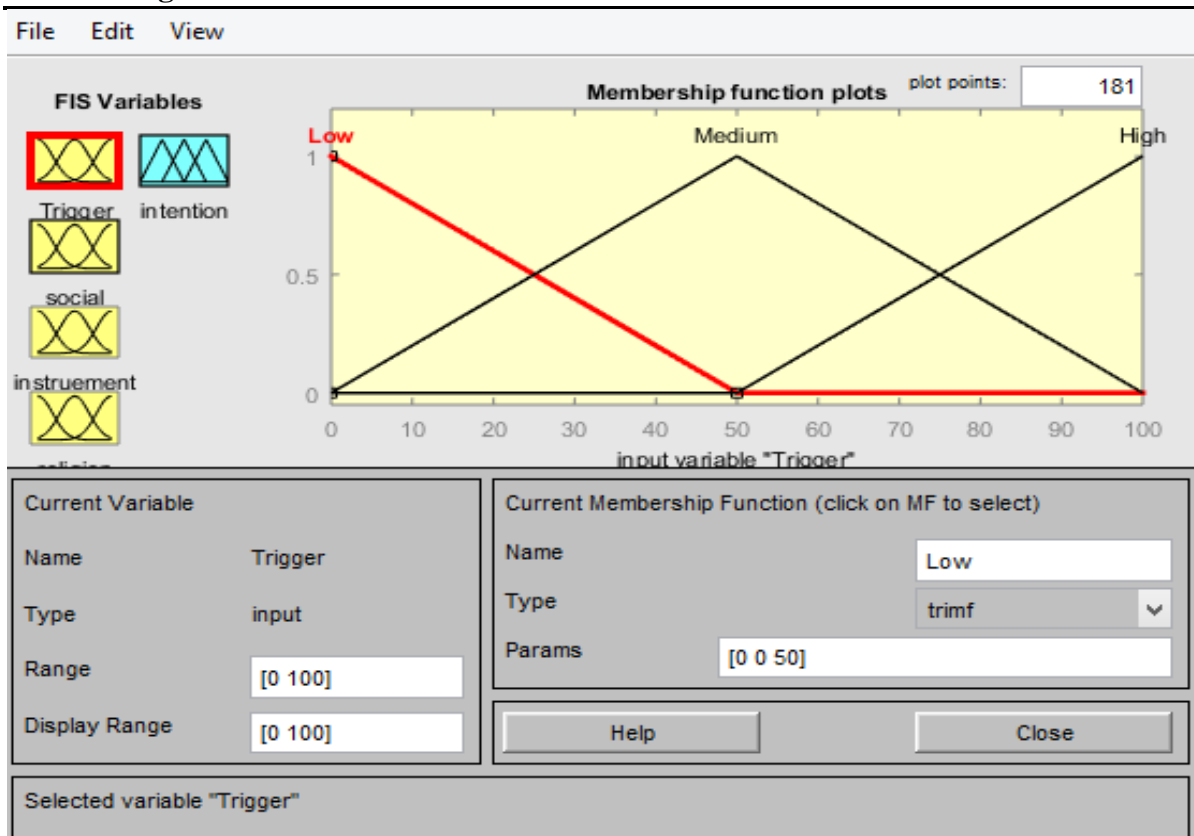 File Edit View
FIS Variables
Membership function plots
plot points:
181
Trigger
intention
social
instruement
Low
Medium
High
1
0.5
0
0 10 20 30 40 50 60 70 80 90 100
input variable "Trigger"
Current Variable
Name Trigger
Type input
Range [0 100]
Display Range [0 100]
Current Membership Function (click on MF to select)
Name Low
Type trimf
Params [0 0 50]
Help Close
Selected variable "Trigger"